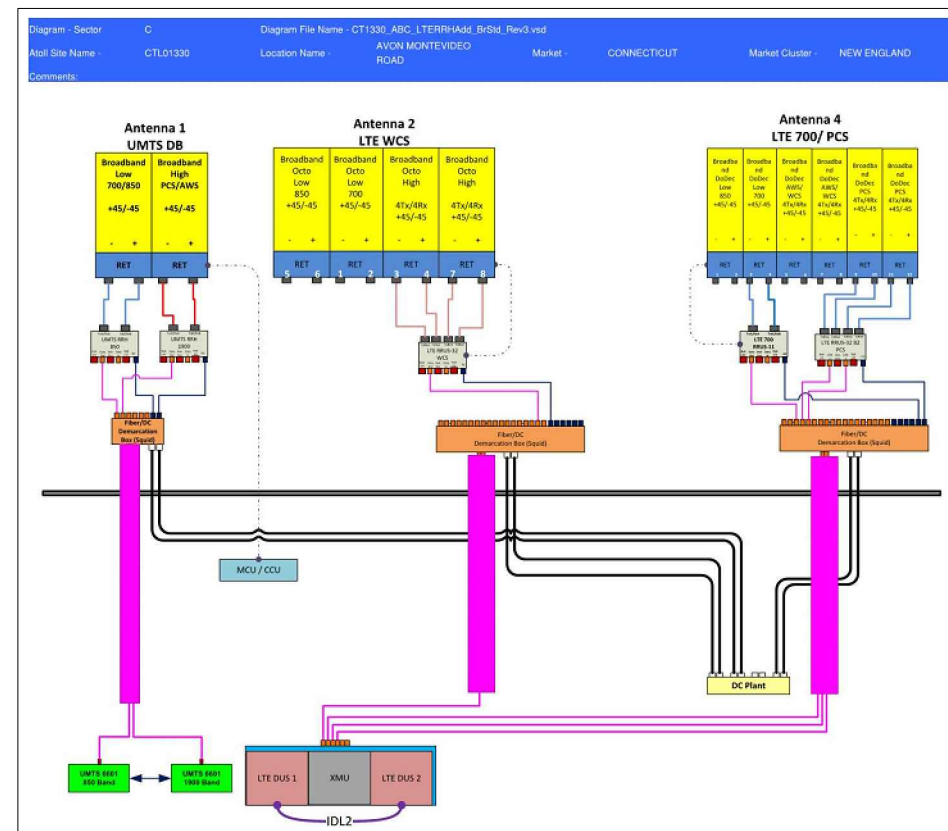 Diagram - Sector C Diagram File Name - CT1330_ABC_LTERRHAdd_BrStd_Rev3.vsd
Atoll Site Name - CTL01330 Location Name - AVON MONTEVIDEO ROAD Market - CONNECTICUT Market Cluster - NEW ENGLAND
Comments:
Antenna 1
UMTS DB
Antenna 2
LTE WCS
Antenna 4
LTE 700/ PCS
Broadband
Low
700/850
+45/-45
- +
RET
Broadband
High
PCS/AWS
+45/-45
- +
RET
Broadband
Octo
Low
850
+45/-45
- +
Broadband
Octo
Low
700
+45/-45
- +
Broadband
Octo
High
4Tx/4Rx
+45/-45
- +
Broadband
Octo
High
4Tx/4Rx
+45/-45
- +
RET RET RET RET
5 6 1 2 3 4 7 8
Broadba
nd
DoDec
Low
850
+45/-45
- +
Broadba
nd
DoDec
Low
700
+45/-45
- +
Broadba
nd
DoDec
AWS/
WCS
4Tx/4Rx
+45/-45
- +
Broadba
nd
DoDec
AWS/
WCS
4Tx/4Rx
+45/-45
- +
Broadba
nd
DoDec
PCS
4Tx/4Rx
+45/-45
- +
Broadba
nd
DoDec
PCS
4Tx/4Rx
+45/-45
- +
RET RET RET RET RET RET
UMTS RRH
850
UMTS RRH
1900
LTE RRUS-32
WCS
LTE 700
RRUS-11
LTE RRUS-32 B2
PCS
Fiber/DC
Demarcation
Box (Squid)
Fiber/DC
Demarcation Box (Squid)
Fiber/DC
Demarcation Box (Squid)
MCU / CCU
DC Plant
UMTS 6601
850 Band
UMTS 6601
1900 Band
LTE DUS 1
XMU
LTE DUS 2
IDL2